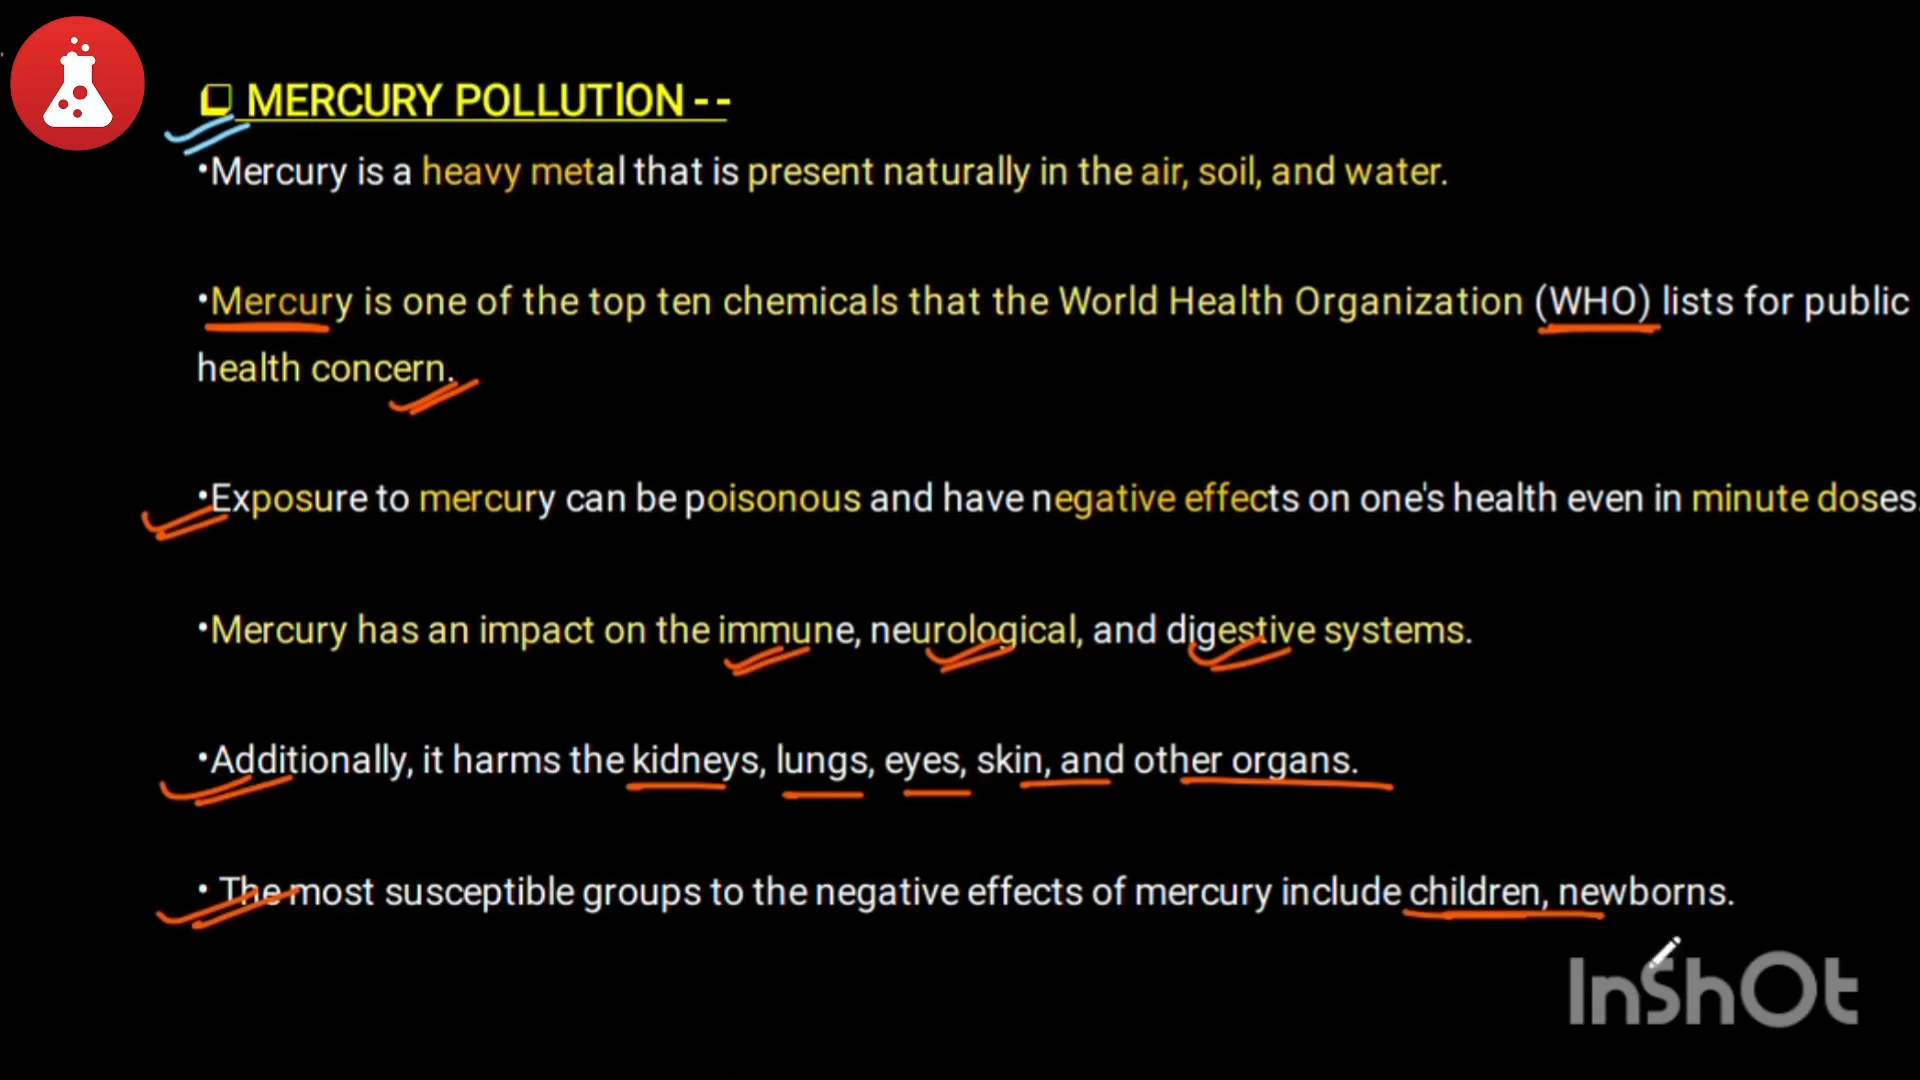 ❑ MERCURY POLLUTION - -
•Mercury is a heavy metal that is present naturally in the air, soil, and water.
•Mercury is one of the top ten chemicals that the World Health Organization (WHO) lists for public
health concern.
•Exposure to mercury can be poisonous and have negative effects on one's health even in minute doses.
•Mercury has an impact on the immune, neurological, and digestive systems.
•Additionally, it harms the kidneys, lungs, eyes, skin, and other organs.
• The most susceptible groups to the negative effects of mercury include children, newborns.
InShOt